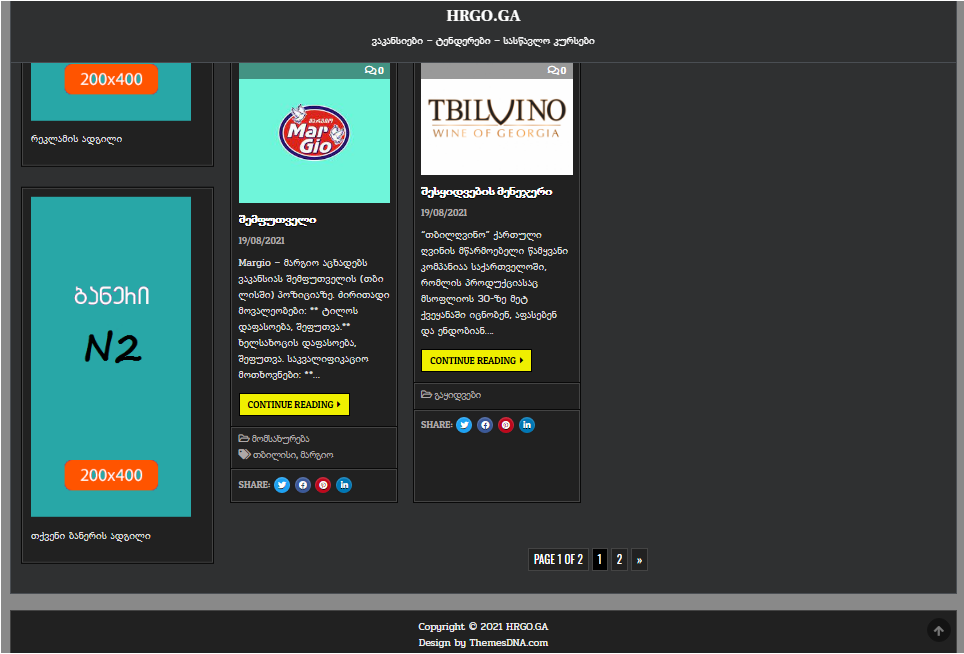 HRGO.GA
ვაკანსიები – ტენდერები – სასწავლო კურსები
200x400
რეკლამის ადგილი
ბანერი
N2
200x400
თქვენი ბანერის ადგილი
0
მარგიო
Mar
Gio
შემფუთველი
19/08/2021
Margio – მარგიო აცხადებს
ვაკანსიას შემფუთველის (თბი
ლისში) პოზიციაზე. ძირითადი
მოვალეობები: ** ტილოს
დაფასოება, შეფუთვა.**
ხელსახოცის დაფასოება,
შეფუთვა. საკვალიფიკაციო
მოთხოვნები: **...
CONTINUE READING
მომსახურება
თბილისი, მარგიო
SHARE:
0
TBILVINO
WINE OF GEORGIA
შესყიდვების მენეჯერი
19/08/2021
“თბილღვინო” ქართული
ღვინის მწარმოებელი წამყვანი
კომპანიაა საქართველოში,
რომლის პროდუქციასაც
მსოფლიოს 30-ზე მეტ
ქვეყანაში იცნობენ, აფასებენ
და ენდობიან....
CONTINUE READING
გაყიდვები
SHARE:
PAGE 1 OF 2 1 2 »
Copyright © 2021 HRGO.GA
Design by ThemesDNA.com